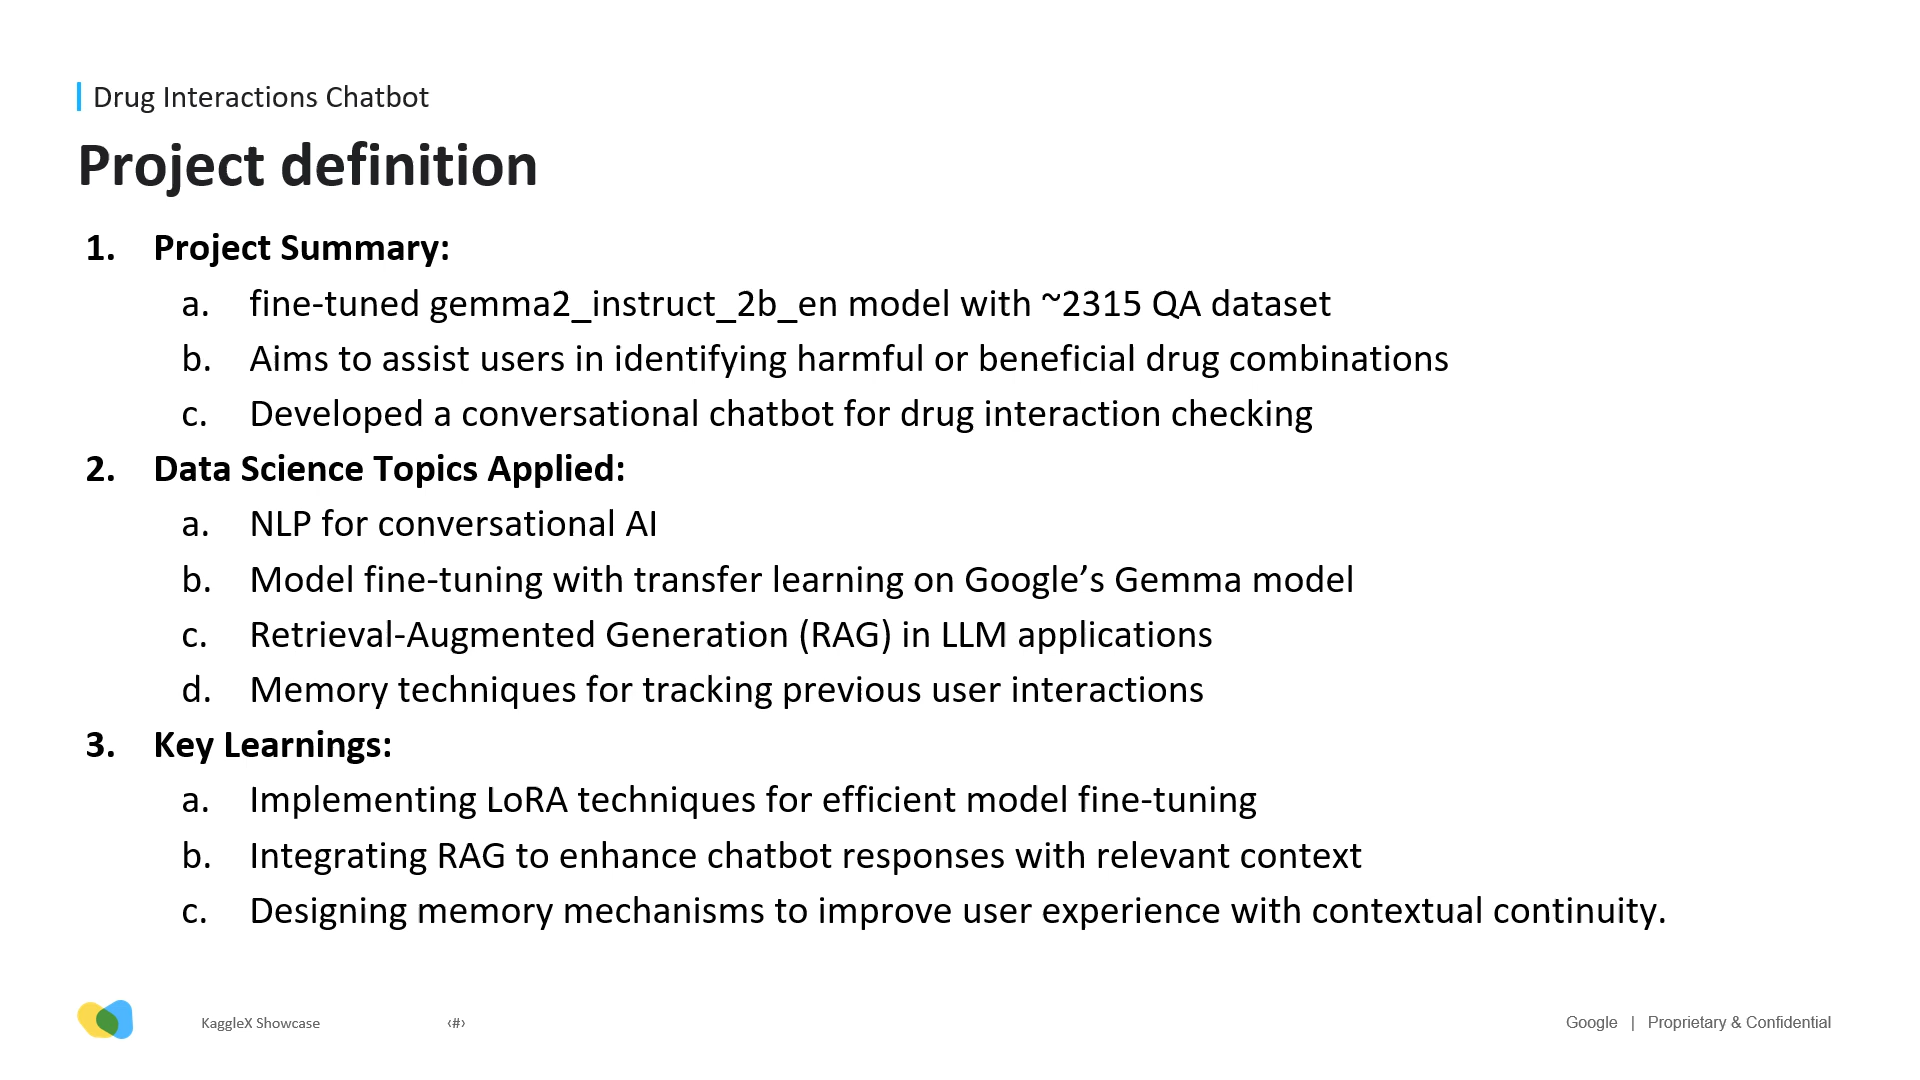 Drug Interactions Chatbot
Project definition
1. Project Summary:
a. fine-tuned gemma2_instruct_2b_en model with ~2315 QA dataset
b. Aims to assist users in identifying harmful or beneficial drug combinations
c. Developed a conversational chatbot for drug interaction checking
2. Data Science Topics Applied:
a. NLP for conversational AI
b. Model fine-tuning with transfer learning on Google’s Gemma model
c. Retrieval-Augmented Generation (RAG) in LLM applications
d. Memory techniques for tracking previous user interactions
3. Key Learnings:
a. Implementing LoRA techniques for efficient model fine-tuning
b. Integrating RAG to enhance chatbot responses with relevant context
c. Designing memory mechanisms to improve user experience with contextual continuity.
KaggleX Showcase ‹#› Google | Proprietary & Confidential